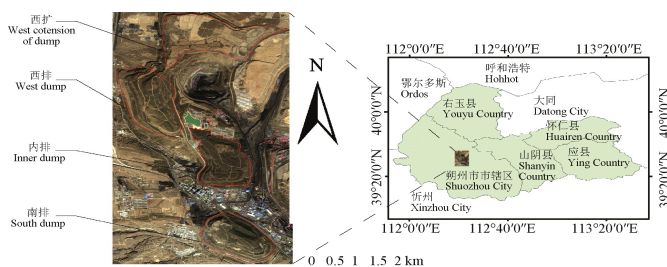 西扩
West cotension
of dump
西排
West dump
内排
Inner dump
南排
South dump
N
0 0.5 1 1.5 2 km
112°0′0″E 112°40′0″E 113°20′0″E
呼和浩特
Hohhot
鄂尔多斯
Ordos
右玉县
Youyu Country
大同
Datong City
怀仁县
Huairen Country
山阴县
Shanyin
Country
应县
Ying Country
朔州市市辖区
Shuozhou City
忻州
Xinzhou City
40°0′0″N
39°20′0″N
40°0′0″N
39°20′0″N
112°0′0″E 112°40′0″E 113°20′0″E